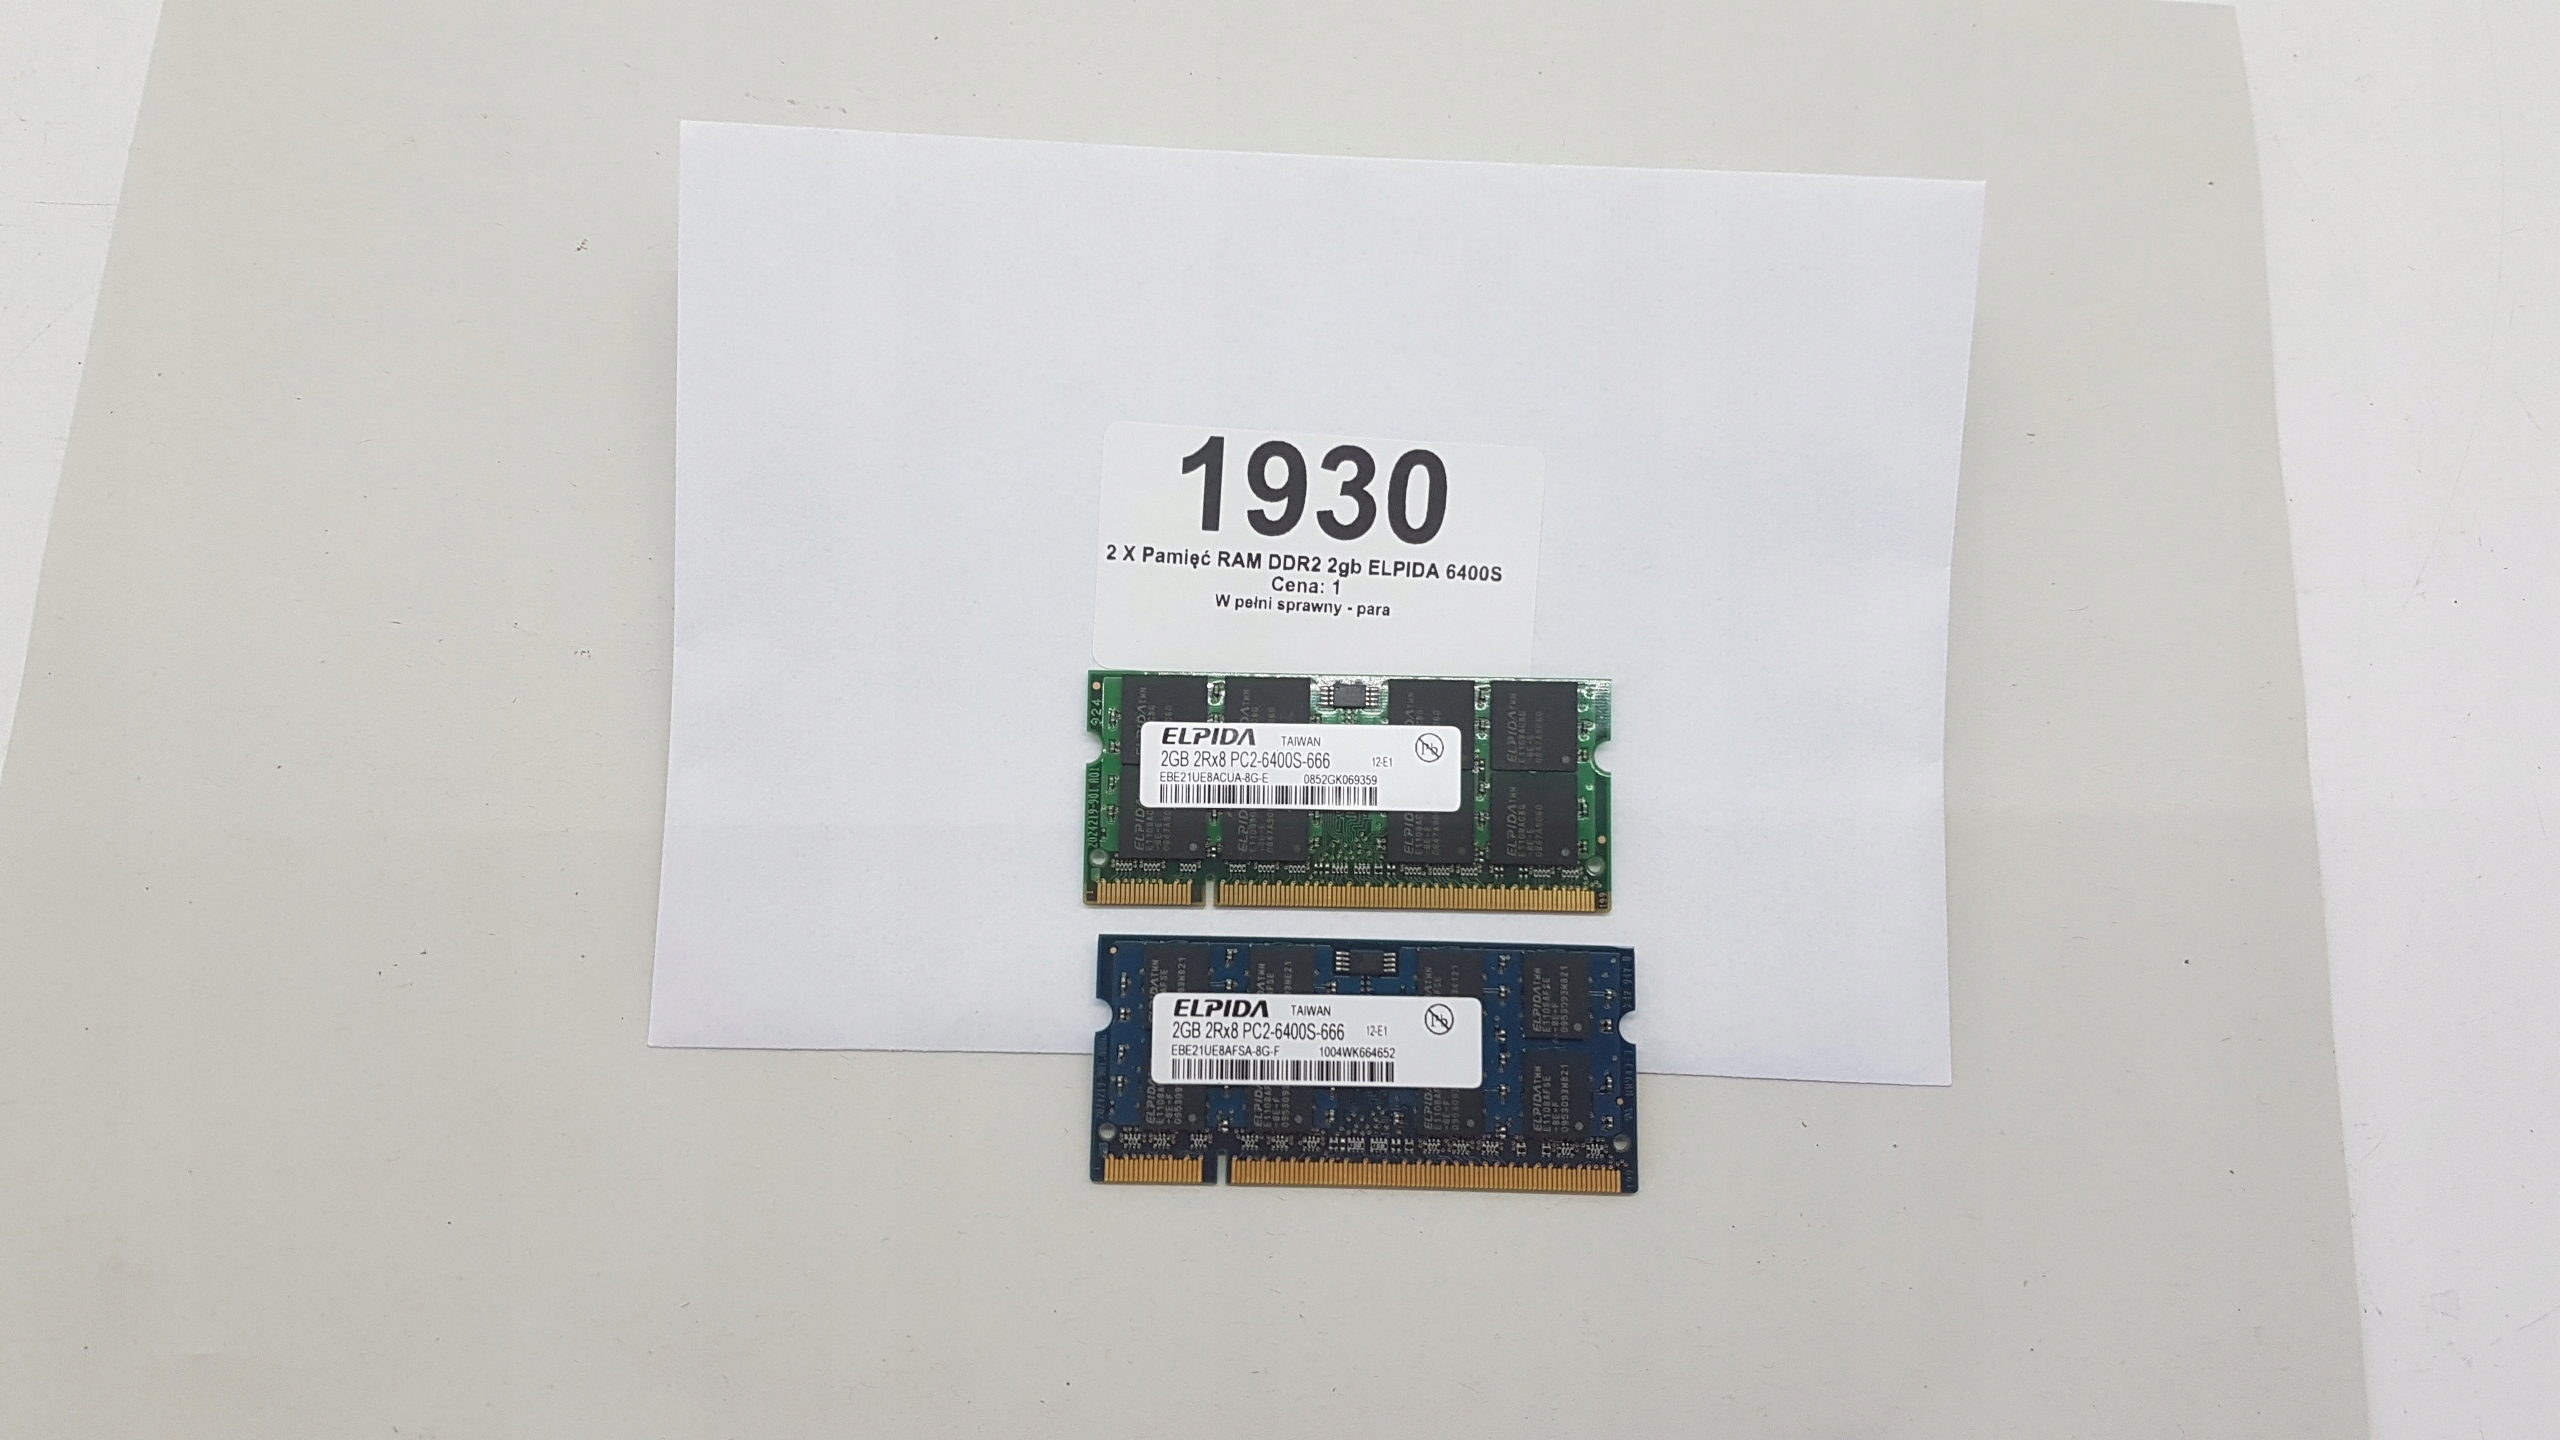 1930
2 X Pamięć RAM DDR2 2gb ELPIDA 6400S
Cena: 1
W pełni sprawny - para
924
ELPIDA TAIWAN
2GB 2Rx8 PC2-6400S-666 12-E1
EBE21UE8ACUA-8G-E 0852GK069359
ELPIDA TAIWAN
2GB 2Rx8 PC2-6400S-666 12-E1
EBE21UE8AFSA-8G-F 1004WK664652